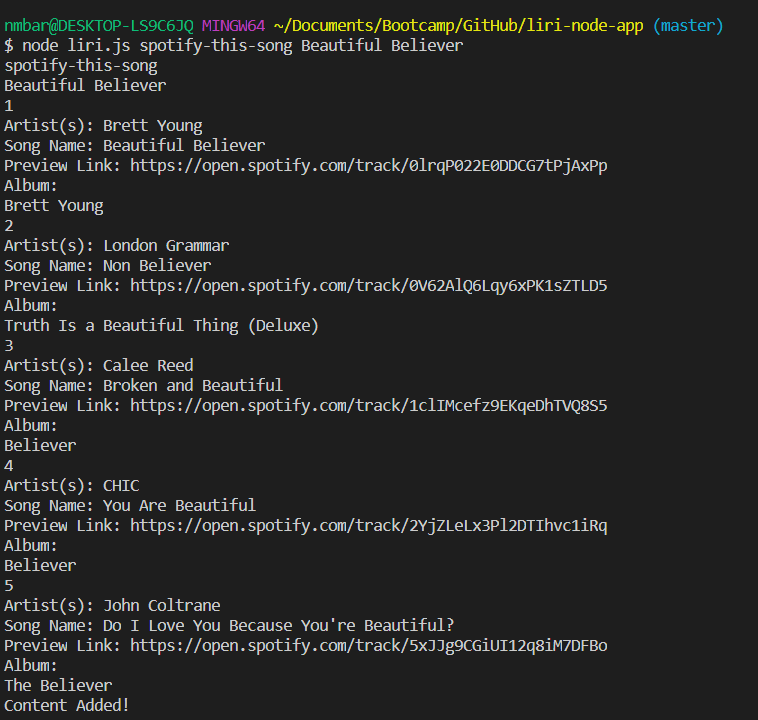 nmbar@DESKTOP-LS9C6JQ MINGW64 ~/Documents/Bootcamp/GitHub/liri-node-app (master)
$ node liri.js spotify-this-song Beautiful Believer
spotify-this-song
Beautiful Believer
1
Artist(s): Brett Young
Song Name: Beautiful Believer
Preview Link: https://open.spotify.com/track/0lrqP022E0DDCG7tPjAxPp
Album:
Brett Young
2
Artist(s): London Grammar
Song Name: Non Believer
Preview Link: https://open.spotify.com/track/0V62AlQ6Lqy6xPK1sZTLD5
Album:
Truth Is a Beautiful Thing (Deluxe)
3
Artist(s): Calee Reed
Song Name: Broken and Beautiful
Preview Link: https://open.spotify.com/track/1clIMcefz9EKqeDhTVQ8S5
Album:
Believer
4
Artist(s): CHIC
Song Name: You Are Beautiful
Preview Link: https://open.spotify.com/track/2YjZLeLx3Pl2DTIhvc1iRq
Album:
Believer
5
Artist(s): John Coltrane
Song Name: Do I Love You Because You're Beautiful?
Preview Link: https://open.spotify.com/track/5xJJg9CGiUI12q8iM7DFBo
Album:
The Believer
Content Added!